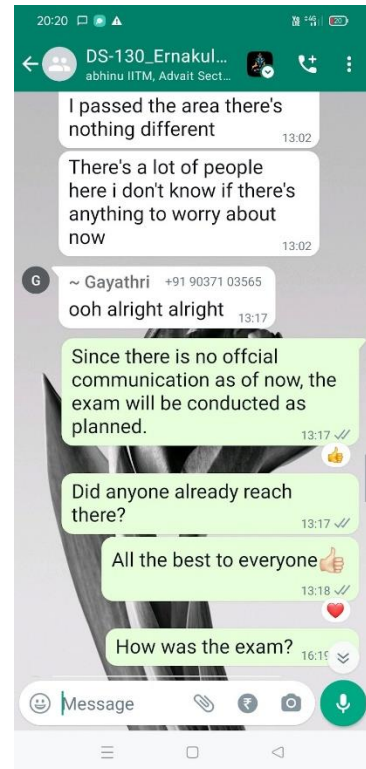 20:20
DS-130_Ernakul...
abhinu IITM, Advait Sect...
I passed the area there's
nothing different
13:02
There's a lot of people
here i don't know if there's
anything to worry about
now
13:02
G
~ Gayathri +91 90371 03565
ooh alright alright
13:17
Since there is no offcial
communication as of now, the
exam will be conducted as
planned.
13:17
Did anyone already reach
there?
13:17
All the best to everyone👍🏻
13:18
How was the exam?
Message